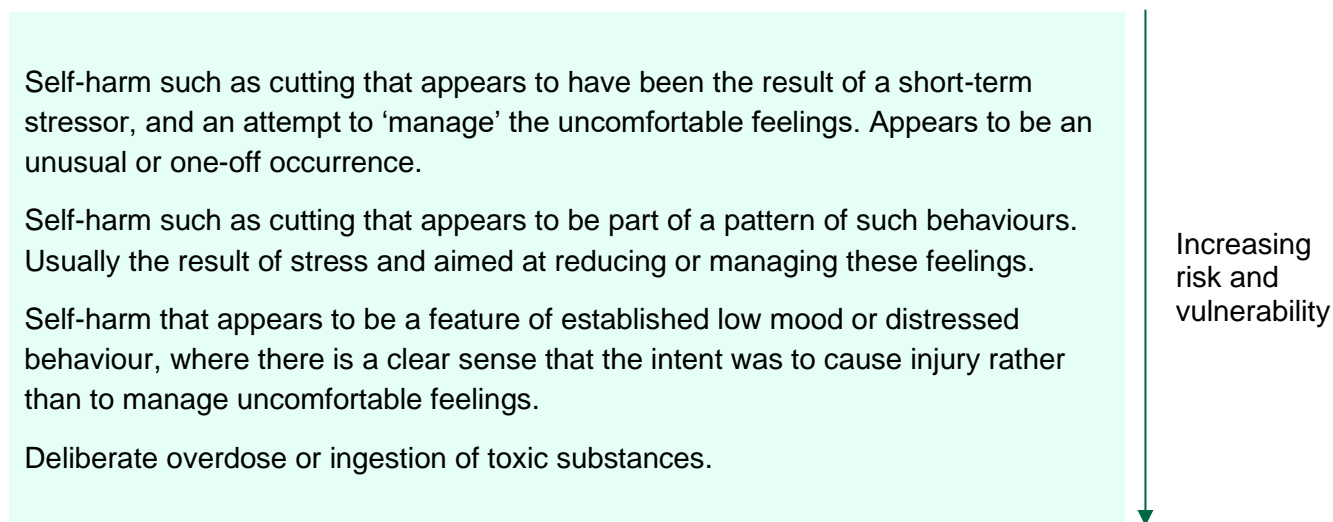 Self-harm such as cutting that appears to have been the result of a short-term
stressor, and an attempt to ‘manage’ the uncomfortable feelings. Appears to be an
unusual or one-off occurrence.
Self-harm such as cutting that appears to be part of a pattern of such behaviours.
Usually the result of stress and aimed at reducing or managing these feelings.
Self-harm that appears to be a feature of established low mood or distressed
behaviour, where there is a clear sense that the intent was to cause injury rather
than to manage uncomfortable feelings.
Deliberate overdose or ingestion of toxic substances.
Increasing
risk and
vulnerability